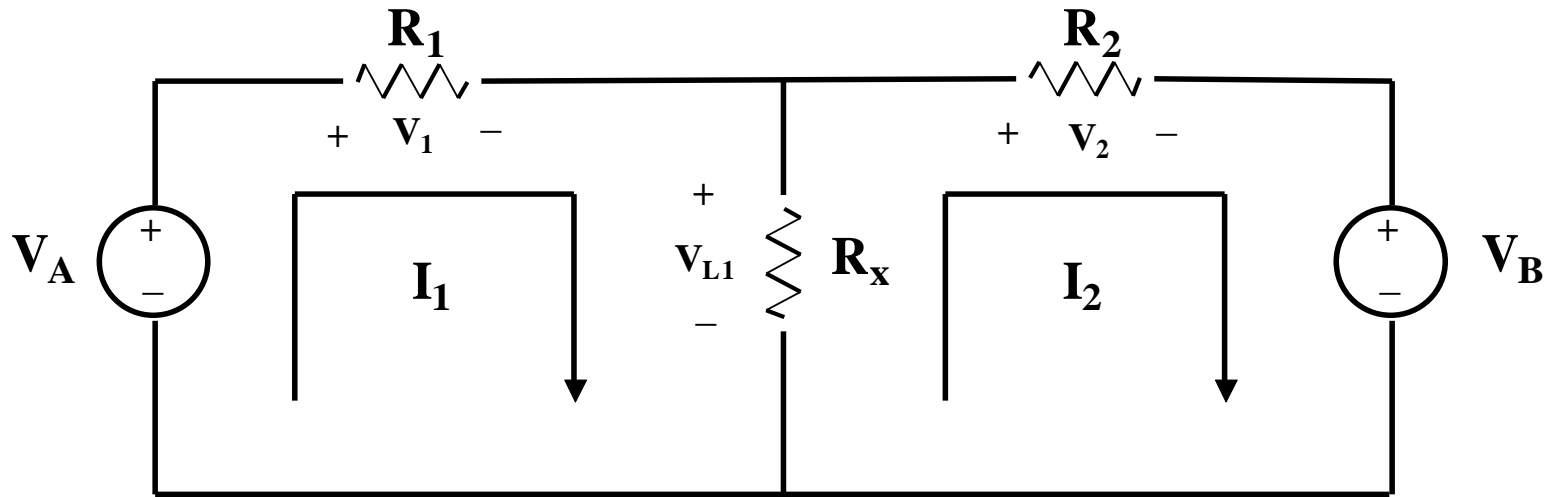 R1
R2
+ V1 −
+ V2 −
+
VA
+
−
I1
VL1
Rx
−
I2
+
−
VB